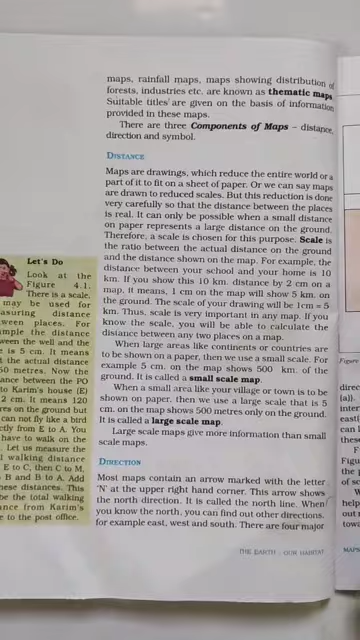 maps, rainfall maps, maps showing distribution of
forests, industries etc. are known as thematic maps.
Suitable titles are given on the basis of information
provided in these maps.
There are three Components of Maps – distance,
direction and symbol.
DISTANCE
Maps are drawings, which reduce the entire world or a
part of it to fit on a sheet of paper. Or we can say maps
are drawn to reduced scales. But this reduction is done
very carefully so that the distance between the places
is real. It can only be possible when a small distance
on paper represents a large distance on the ground.
Therefore, a scale is chosen for this purpose. Scale is
the ratio between the actual distance on the ground
and the distance shown on the map. For example, the
distance between your school and your home is 10
km. If you show this 10 km. distance by 2 cm on a
map, it means, 1 cm on the map will show 5 km. on
the ground. The scale of your drawing will be 1cm = 5
km. Thus, scale is very important in any map. If you
know the scale, you will be able to calculate the
distance between any two places on a map.
When large areas like continents or countries are
to be shown on a paper, then we use a small scale. For
example 5 cm. on the map shows 500 km. of the
ground. It is called a small scale map.
When a small area like your village or town is to be
shown on paper, then we use a large scale that is 5
cm. on the map shows 500 metres only on the ground.
It is called a large scale map.
Large scale maps give more information than small
scale maps.
DIRECTION
Most maps contain an arrow marked with the letter
'N' at the upper right hand corner. This arrow shows
the north direction. It is called the north line. When
you know the north, you can find out other directions,
for example east, west and south. There are four major
THE EARTH : OUR HABITAT
Let's Do
Look at the
Figure 4.1.
There is a scale,
may be used for
asuring distance
ween places. For
mple the distance
ween the well and the
e is 5 cm. It means
the actual distance
50 metres. Now the
tance between the PO
to Karim's house (E)
2 cm. It means 120
res on the ground but
can not fly like a bird
ctly from E to A. You
have to walk on the
. Let us measure the
l walking distance
E to C, then C to M,
B and B to A. Add
hese distances. This
be the total walking
ance from Karim's
e to the post office.
Figure
direc
(a)).
inter
easti
can
these
F
Figu
the p
of sc
W
help
out
towa
MAPS